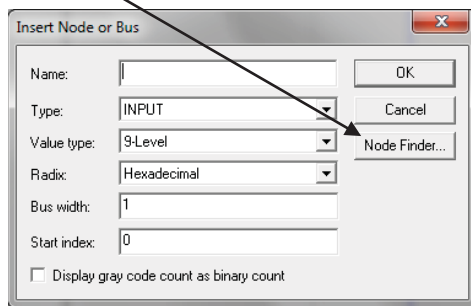 Insert Node or Bus
Name:
OK
Type: INPUT
Cancel
Value type: 9-Level
Node Finder...
Radix: Hexadecimal
Bus width: 1
Start index: 0
Display gray code count as binary count